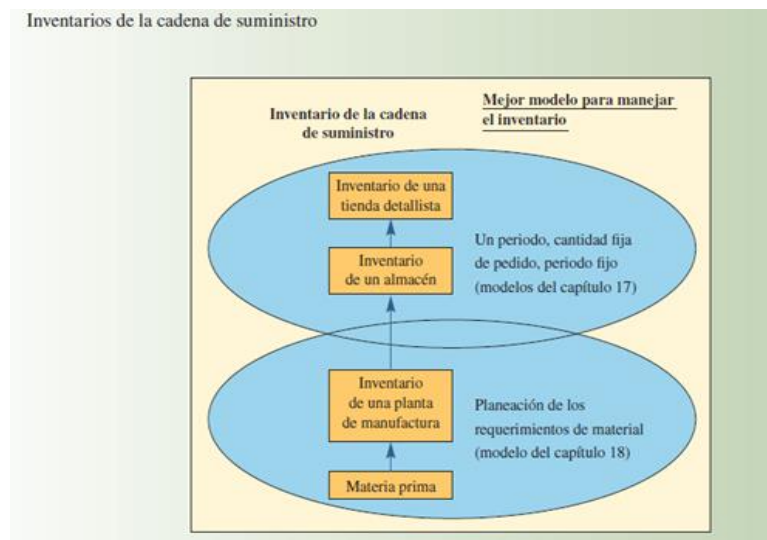 Inventarios de la cadena de suministro
Inventario de la cadena
de suministro
Mejor modelo para manejar
el inventario
Inventario de una
tienda detallista
Inventario
de un almacén
Un periodo, cantidad fija
de pedido, periodo fijo
(modelos del capítulo 17)
Inventario
de una planta
de manufactura
Materia prima
Planeación de los
requerimientos de material
(modelo del capítulo 18)